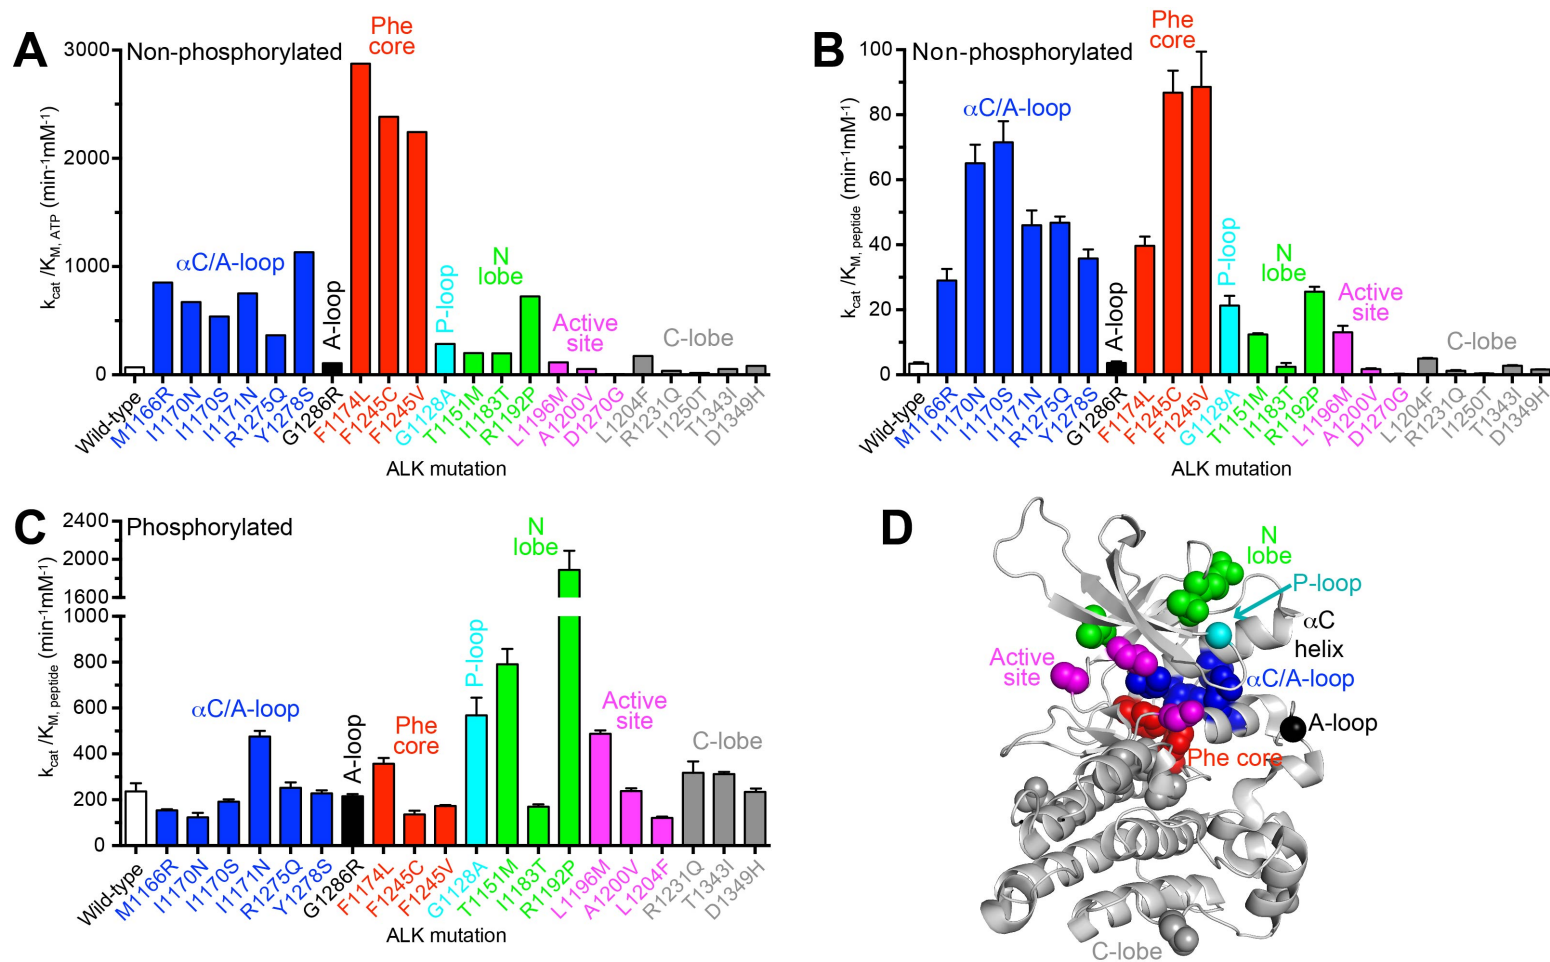 A
Non-phosphorylated
Phe
core
3000
2000
1000
0
kcat /KM, ATP (min-1mM-1)
αC/A-loop
A-loop
P-loop
N
lobe
Active
site
C-lobe
Wild-type
M1166R
I1170N
I1170S
I1171N
R1275Q
Y1278S
G1286R
F1174L
F1245C
F1245V
G1128A
T1151M
I1183T
R1192P
L1196M
A1200V
D1270G
L1204F
R1231Q
I1250T
T1343I
D1349H
ALK mutation
B
Non-phosphorylated
Phe
core
100
80
60
40
20
0
kcat /KM, peptide (min-1mM-1)
αC/A-loop
A-loop
P-loop
N
lobe
Active
site
C-lobe
Wild-type
M1166R
I1170N
I1170S
I1171N
R1275Q
Y1278S
G1286R
F1174L
F1245C
F1245V
G1128A
T1151M
I1183T
R1192P
L1196M
A1200V
D1270G
L1204F
R1231Q
I1250T
T1343I
D1349H
ALK mutation
C
Phosphorylated
2400
2000
1600
1000
800
600
400
200
0
kcat /KM, peptide (min-1mM-1)
αC/A-loop
A-loop
Phe
core
P-loop
N
lobe
Active
site
C-lobe
Wild-type
M1166R
I1170N
I1170S
I1171N
R1275Q
Y1278S
G1286R
F1174L
F1245C
F1245V
G1128A
T1151M
I1183T
R1192P
L1196M
A1200V
L1204F
R1231Q
T1343I
D1349H
ALK mutation
D
N
lobe
P-loop
αC
helix
Active
site
αC/A-loop
A-loop
Phe core
C-lobe